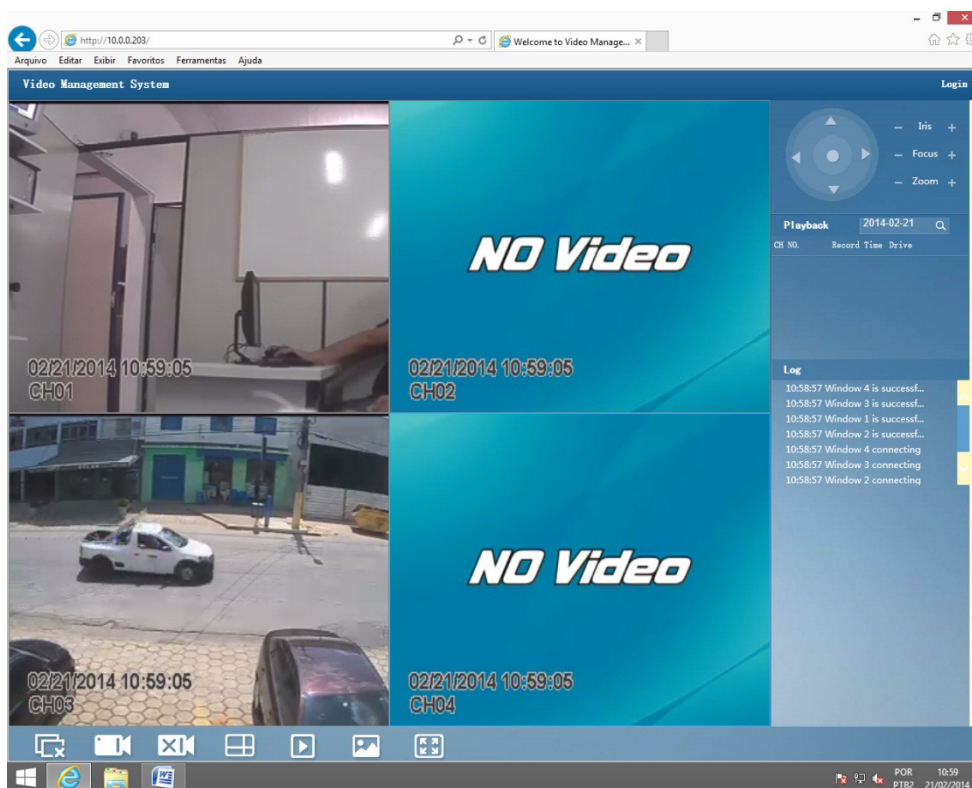 http://10.0.0.203/
Welcome to Video Manage...
Arquivo Editar Exibir Favoritos Ferramentas Ajuda
Video Management System
Login
Iris
Focus
Zoom
Playback
2014-02-21
CH NO. Record Time Drive
NO Video
02/21/2014 10:59:05
CH01
02/21/2014 10:59:05
CH02
Log
10:58:57 Window 4 is successf...
10:58:57 Window 3 is successf...
10:58:57 Window 1 is successf...
10:58:57 Window 2 is successf...
10:58:57 Window 4 connecting
10:58:57 Window 3 connecting
10:58:57 Window 2 connecting
NO Video
02/21/2014 10:59:05
CH03
02/21/2014 10:59:05
CH04
POR
PTB2
10:59
21/02/2014